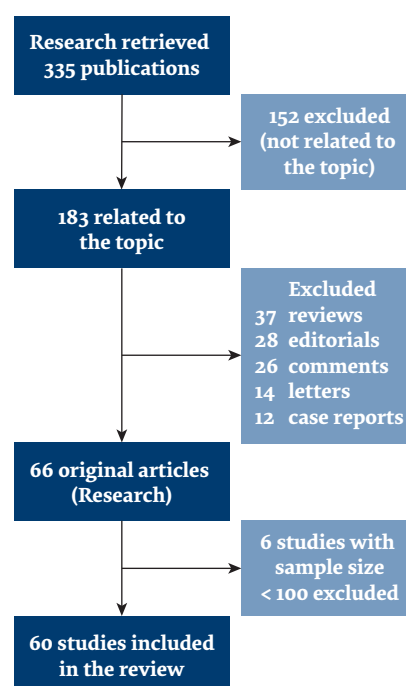 Research retrieved
335 publications
152 excluded
(not related to
the topic)
183 related to
the topic
Excluded
37 reviews
28 editorials
26 comments
14 letters
12 case reports
66 original articles
(Research)
6 studies with
sample size
< 100 excluded
60 studies included
in the review